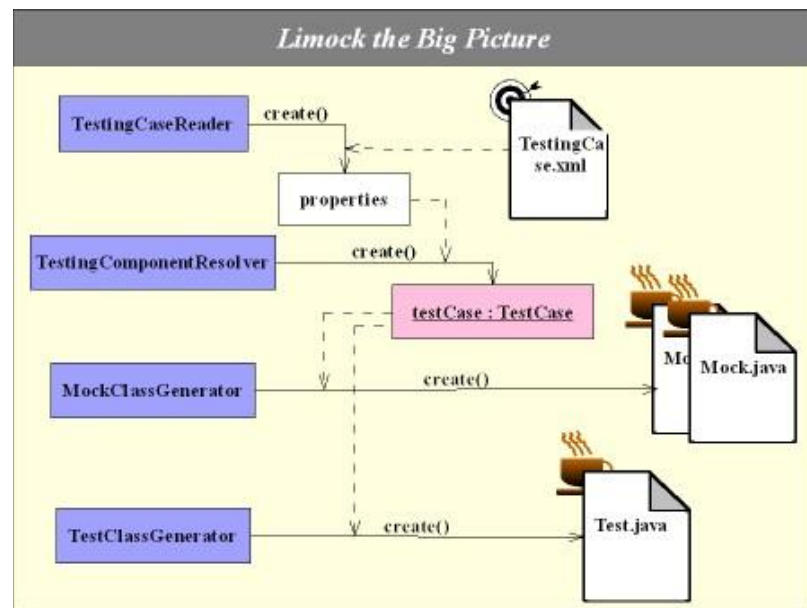 Limock the Big Picture
TestingCaseReader
create()
TestingCa
se.xml
properties
TestingComponentResolver
create()
testCase : TestCase
MockClassGenerator
create()
Mo
Mock.java
TestClassGenerator
create()
Test.java